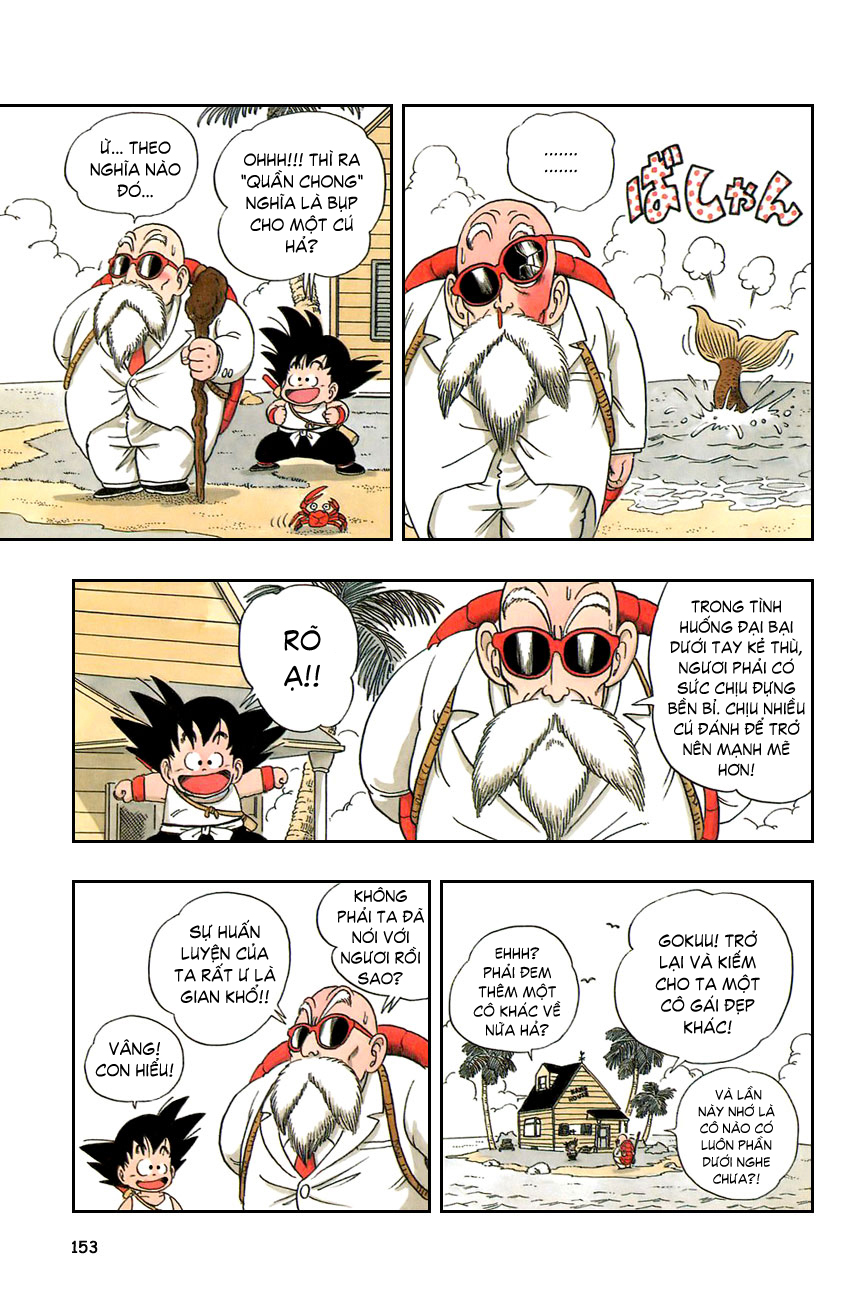 .......
.......
ばしゃん
OHHH!!! THÌ RA
"QUẦN CHONG"
NGHĨA LÀ BỤP
CHO MỘT CÚ
HẢ?
Ừ... THEO
NGHĨA NÀO
ĐÓ...
TRONG TÌNH
HUỐNG ĐẠI BẠI
DƯỚI TAY KẺ THÙ,
NGƯƠI PHẢI CÓ
SỨC CHỊU ĐỰNG
BỀN BỈ. CHỊU NHIỀU
CÚ ĐÁNH ĐỂ TRỞ
NÊN MẠNH MẼ
HƠN!
RÕ
Ạ!!
GOKUU! TRỞ
LẠI VÀ KIẾM
CHO TA MỘT
CÔ GÁI ĐẸP
KHÁC!
EHHH?
PHẢI ĐEM
THÊM MỘT
CÔ KHÁC VỀ
NỮA HẢ?
VÀ LẦN
NÀY NHỚ LÀ
CÔ NÀO CÓ
LUÔN PHẦN
DƯỚI NGHE
CHƯA?!
KAME
HOUSE
KHÔNG
PHẢI TA ĐÃ
NÓI VỚI
NGƯƠI RỒI
SAO?
SỰ HUẤN
LUYỆN CỦA
TA RẤT Ư LÀ
GIAN KHỔ!!
VÂNG!
CON HIỂU!
153